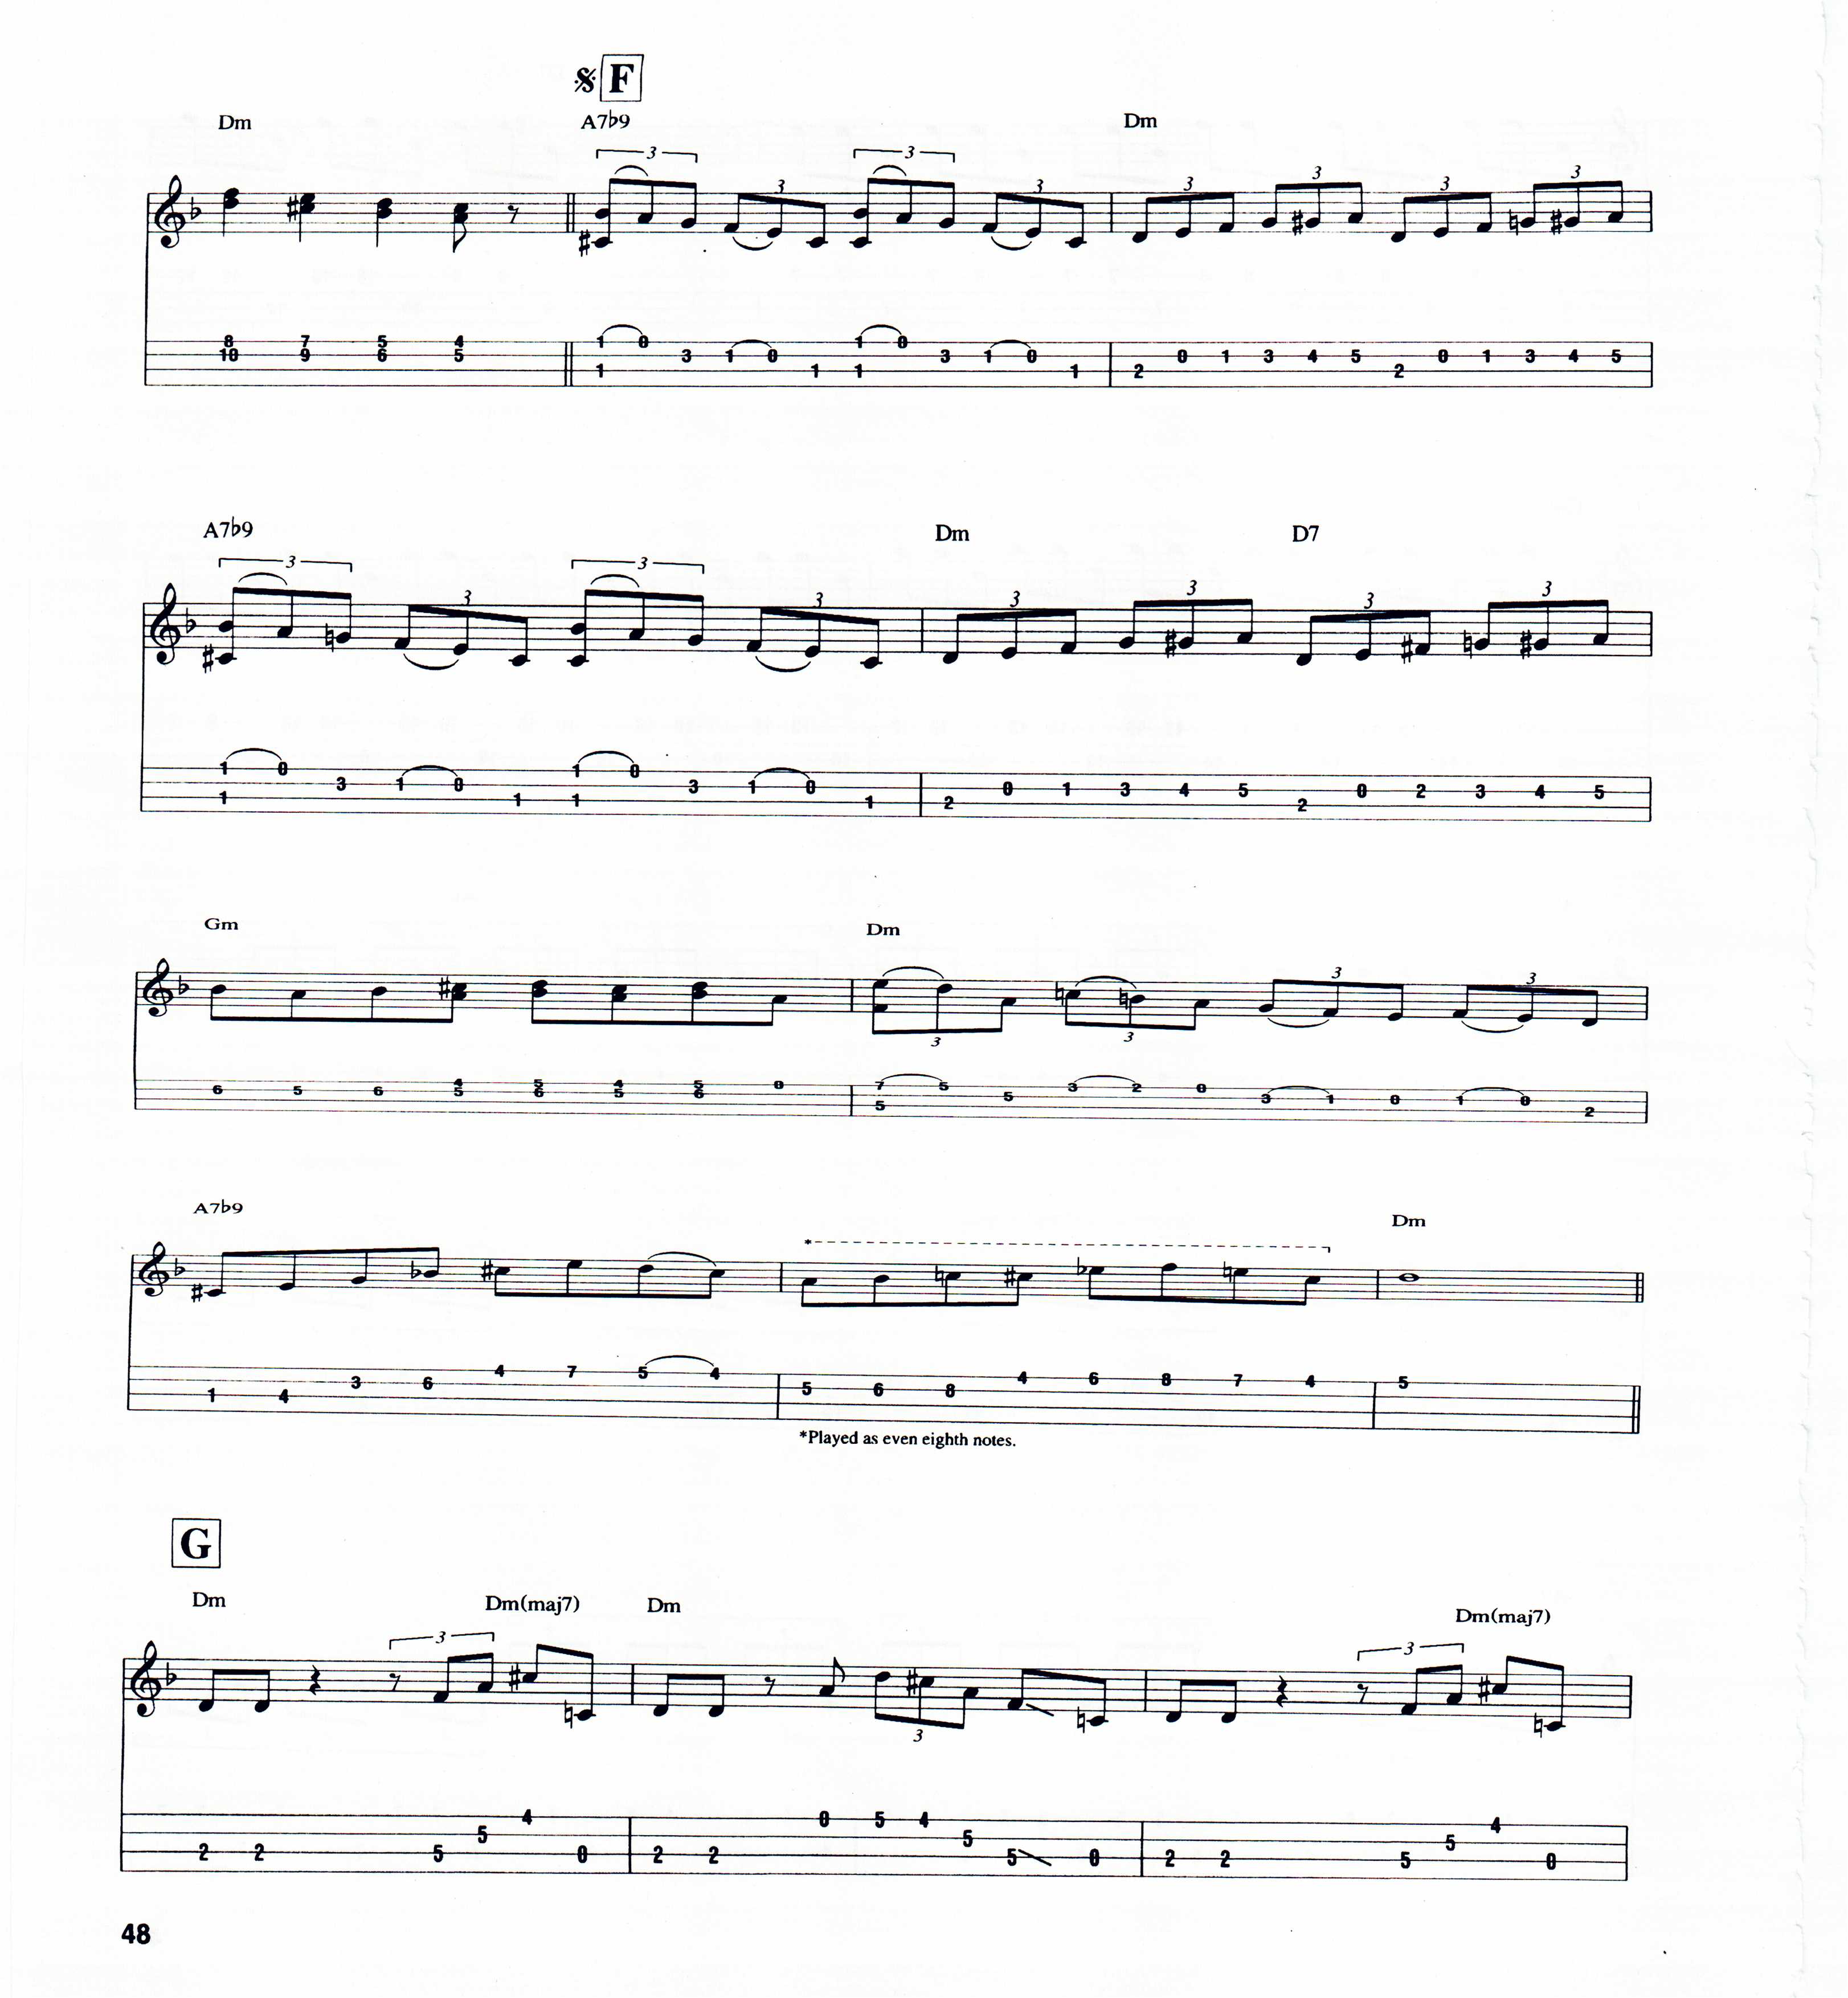 F
Dm A7♭9 Dm
3 3 3 3 3 3 3 3
8 7 5 4 1 0 1 0 0 1 3 4 5 0 1 3 4 5
10 9 6 5 3 1 0 3 1 0
1 1 1 1 2 2
A7♭9 Dm D7
3 3 3 3 3 3 3 3
1 0 1 0
3 1 0 3 1 0 0 1 3 4 5 0 2 3 4 5
1 1 1 1 2 2
Gm Dm
3 3 3 3
4 5 4 5 0 7 5 3 2 0
6 5 6 5 6 5 6 5 3 1 0 1 0
5 2
A7♭9 * Dm
4 7 5 4 4 6 8 7 4 5
3 6 5 6 8
1 4
*Played as even eighth notes.
G
Dm Dm(maj7) Dm Dm(maj7)
3 3 3
4 0 5 4 4
5 5 5
2 2 5 0 2 2 5 0 2 2 5 0
48